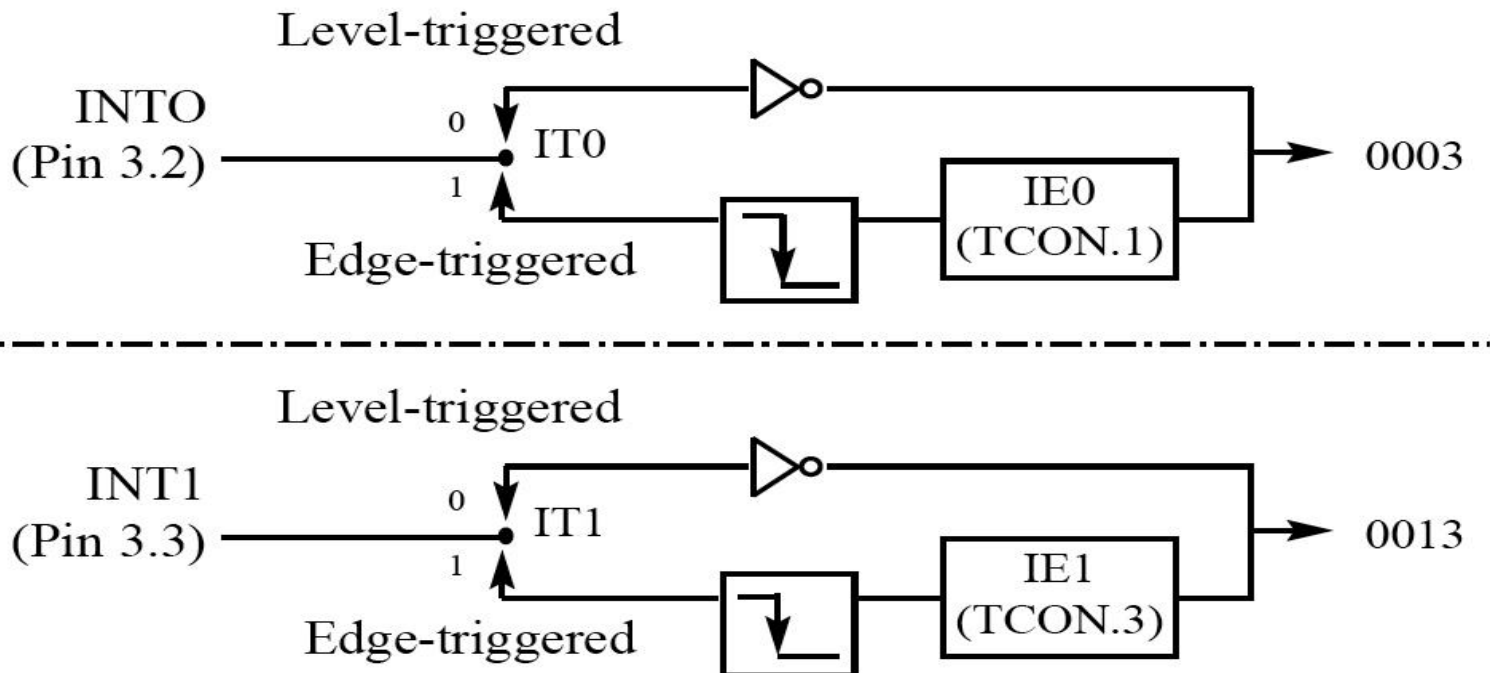 Level-triggered
INTO
(Pin 3.2)
0
IT0
1
Edge-triggered
IE0
(TCON.1)
0003
Level-triggered
INT1
(Pin 3.3)
0
IT1
1
Edge-triggered
IE1
(TCON.3)
0013